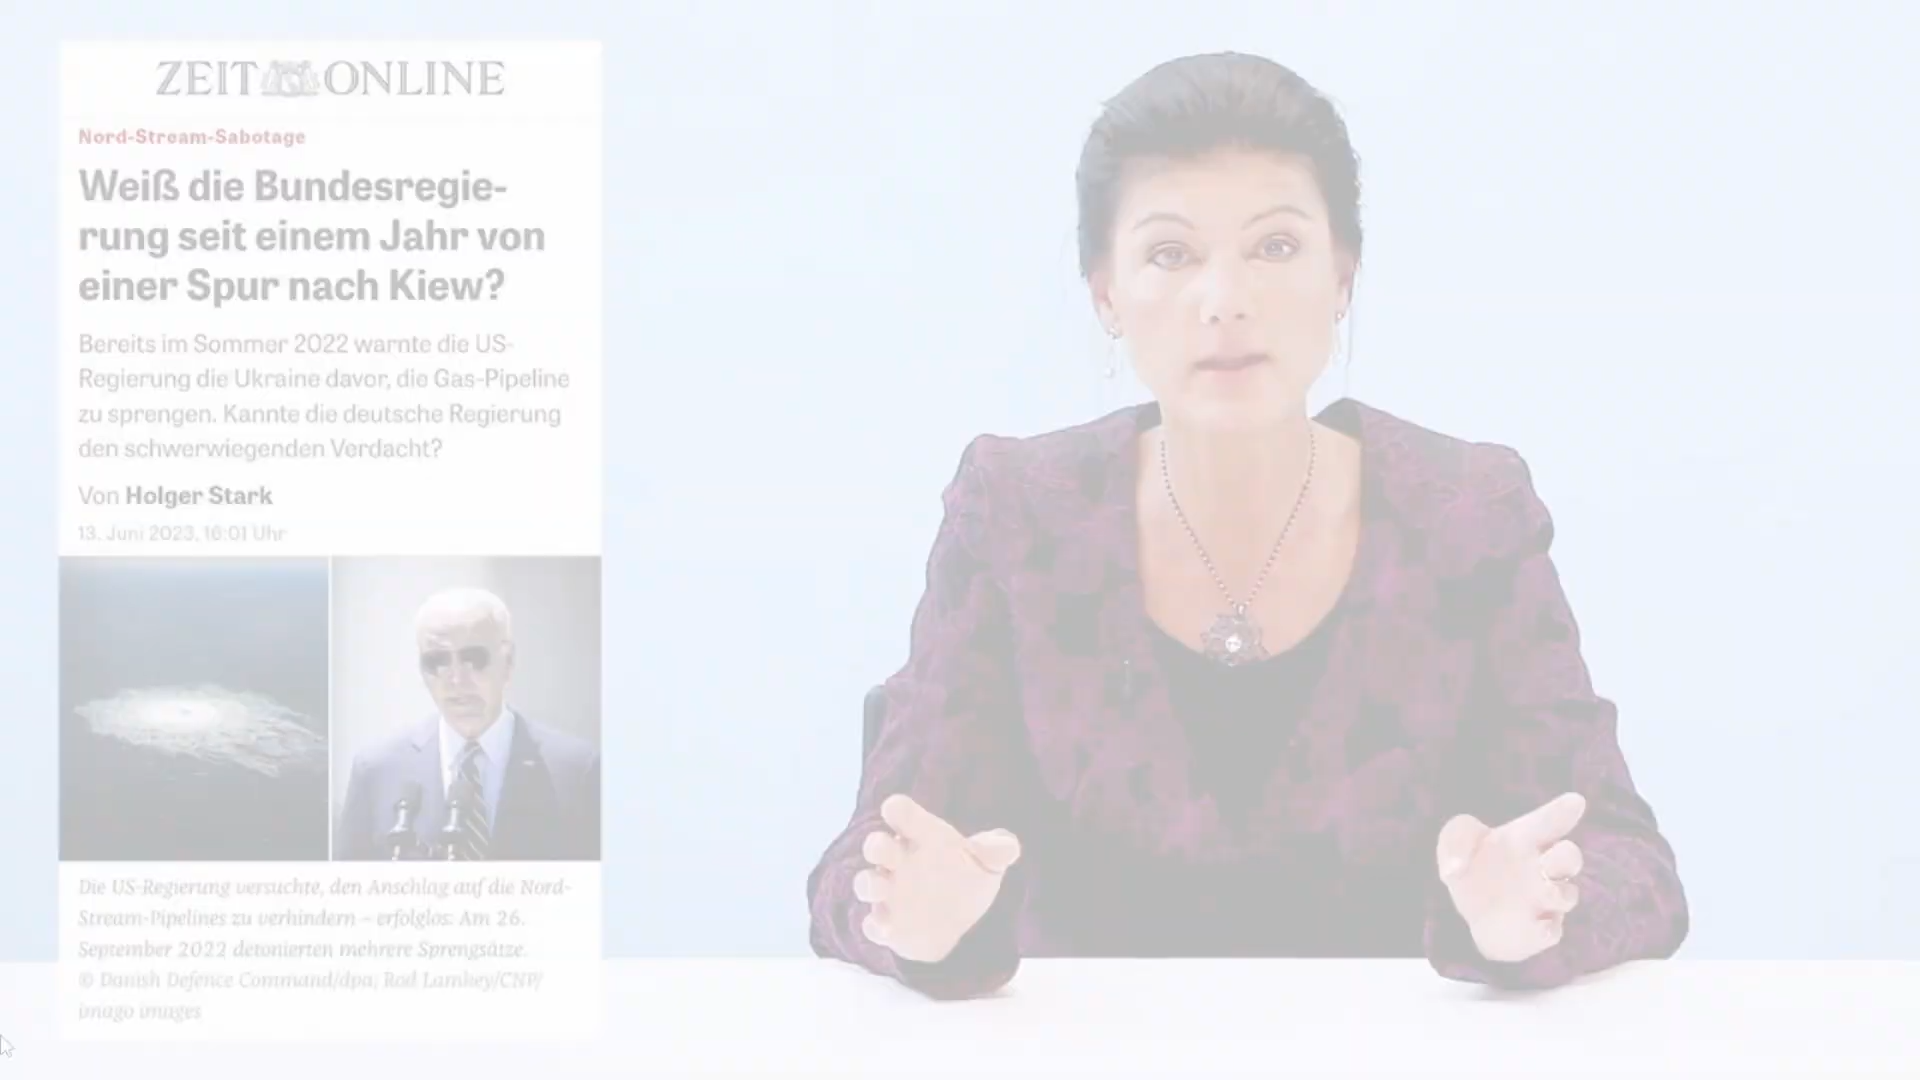 ZEIT ONLINE
Nord-Stream-Sabotage
Weiß die Bundesregie-
rung seit einem Jahr von
einer Spur nach Kiew?
Bereits im Sommer 2022 warnte die US-
Regierung die Ukraine davor, die Gas-Pipeline
zu sprengen. Kannte die deutsche Regierung
den schwerwiegenden Verdacht?
Von Holger Stark
13. Juni 2023, 16:01 Uhr
Die US-Regierung versuchte, den Anschlag auf die Nord-
Stream-Pipelines zu verhindern – erfolglos: Am 26.
September 2022 detonierten mehrere Sprengsätze.
© Danish Defence Command/dpa; Rod Lamkey/CNP/
imago images